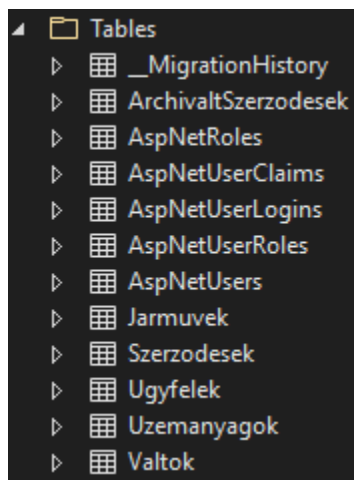 Tables
__MigrationHistory
ArchivaltSzerzodesek
AspNetRoles
AspNetUserClaims
AspNetUserLogins
AspNetUserRoles
AspNetUsers
Jarmuvek
Szerzodesek
Ugyfelek
Uzemanyagok
Valtok